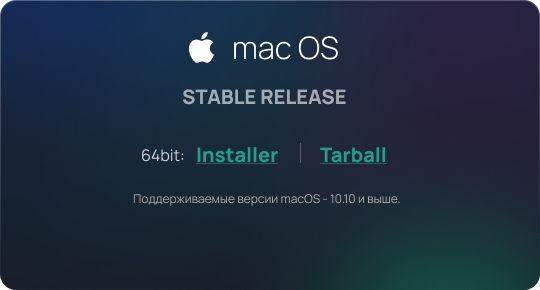 mac OS
STABLE RELEASE
64bit: Installer | Tarball
Поддерживаемые версии macOS - 10.10 и выше.